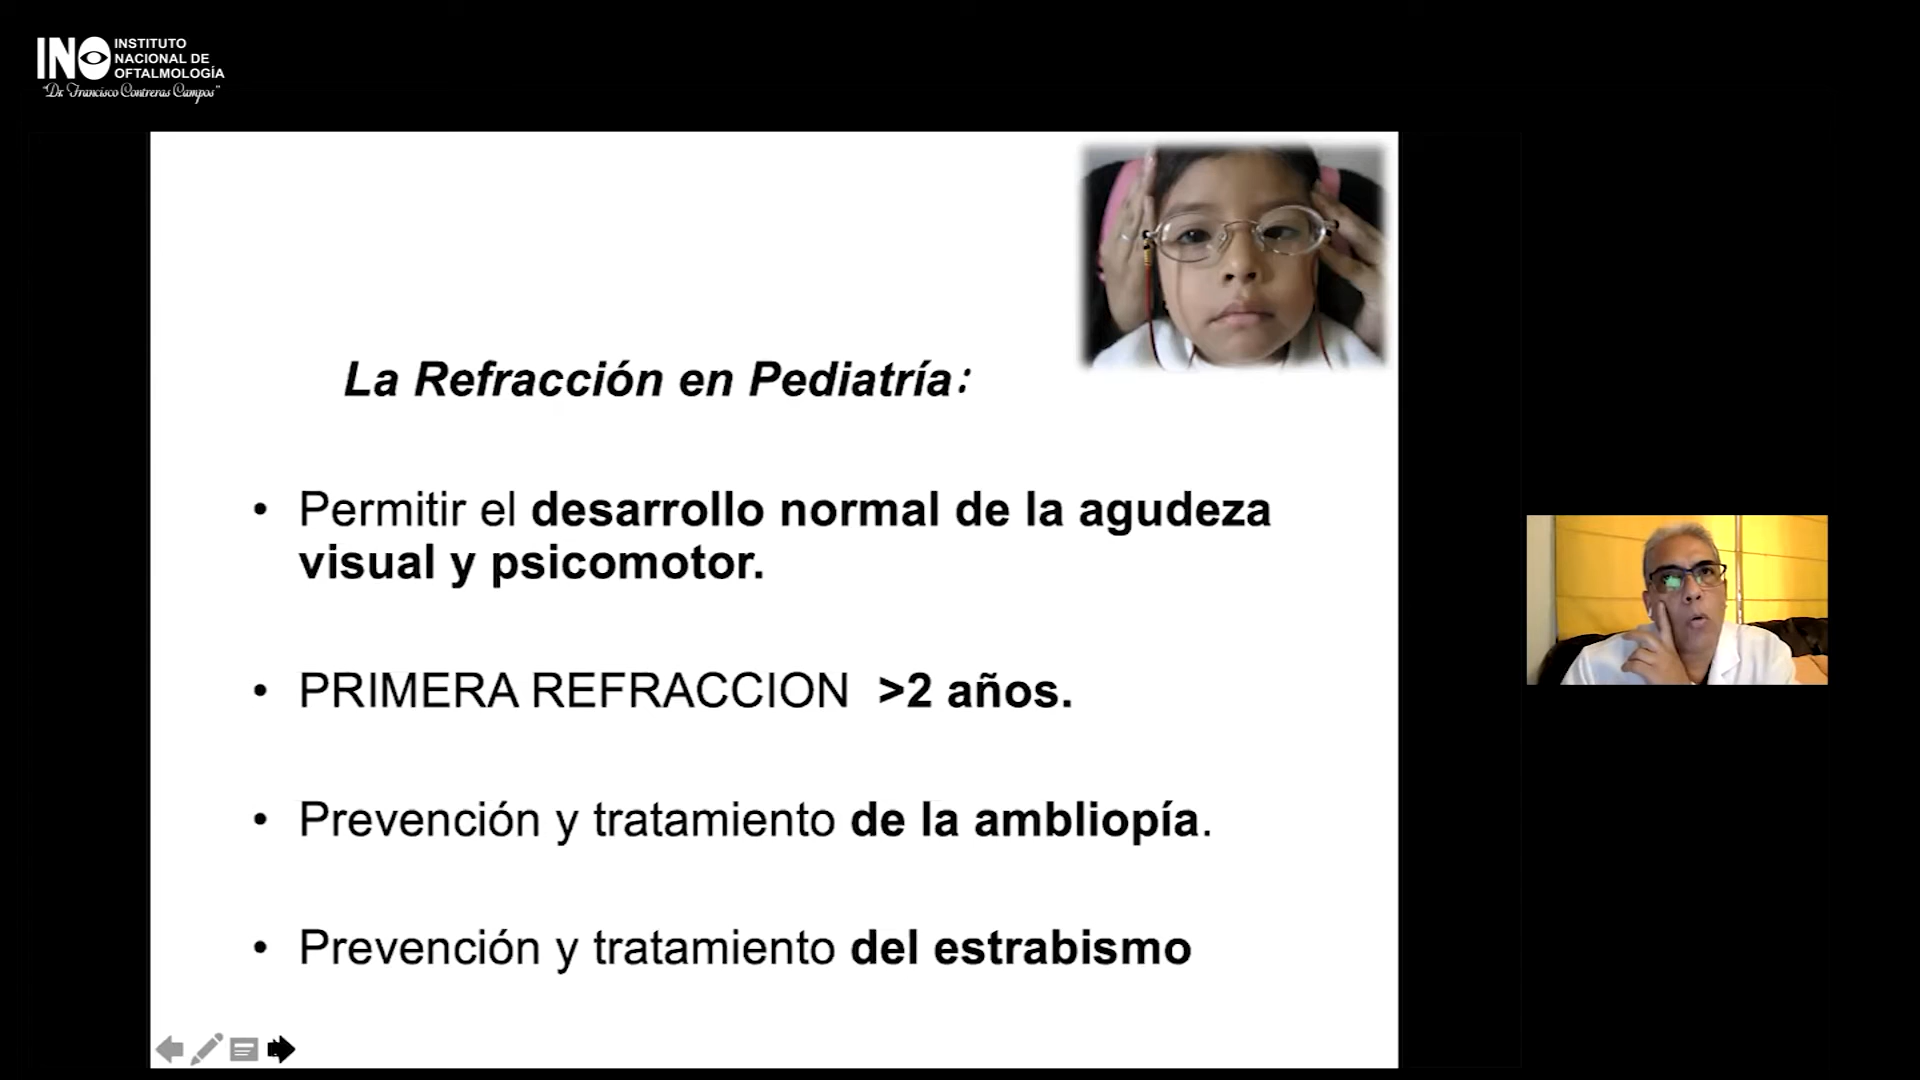 INO
INSTITUTO
NACIONAL DE
OFTALMOLOGÍA
"Dr. Francisco Contreras Campos"
La Refracción en Pediatría:
• Permitir el desarrollo normal de la agudeza
visual y psicomotor.
• PRIMERA REFRACCION >2 años.
• Prevención y tratamiento de la ambliopía.
• Prevención y tratamiento del estrabismo